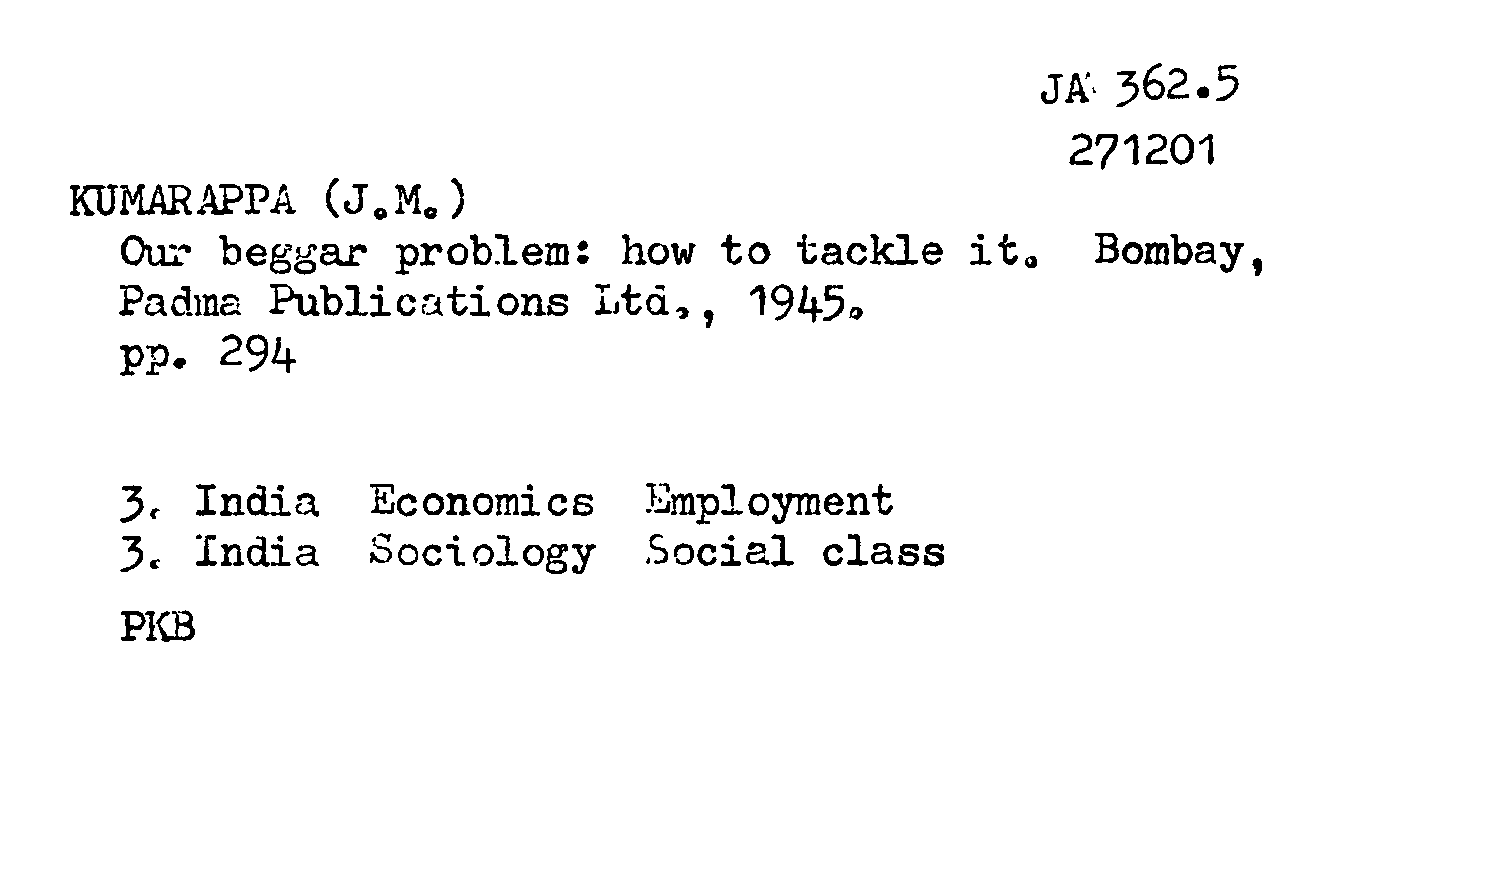 JA 362.5
271201
KUMARAPPA (J.M.)
Our beggar problem: how to tackle it. Bombay,
Padma Publications Ltd., 1945.
pp. 294
3. India Economics Employment
3. India Sociology Social class
PKB